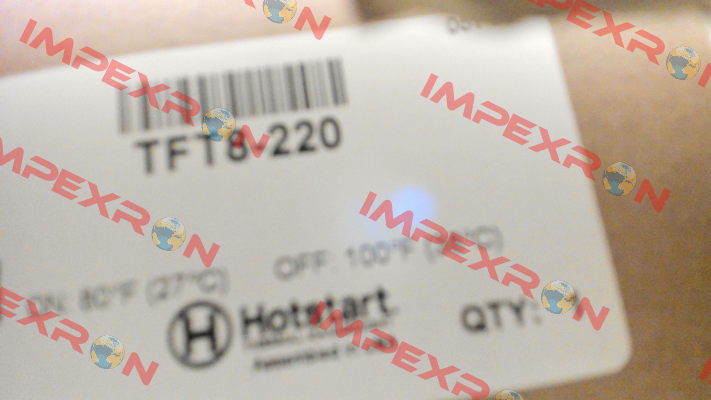 TFT8-220
ON: 80°F (27°C)
OFF: 100°F
Hotstart
QTY:
IMPEXRON
IMPEXRON
IMPEXRON
IMPEXRON
IMPEXRON
IMPEXRON